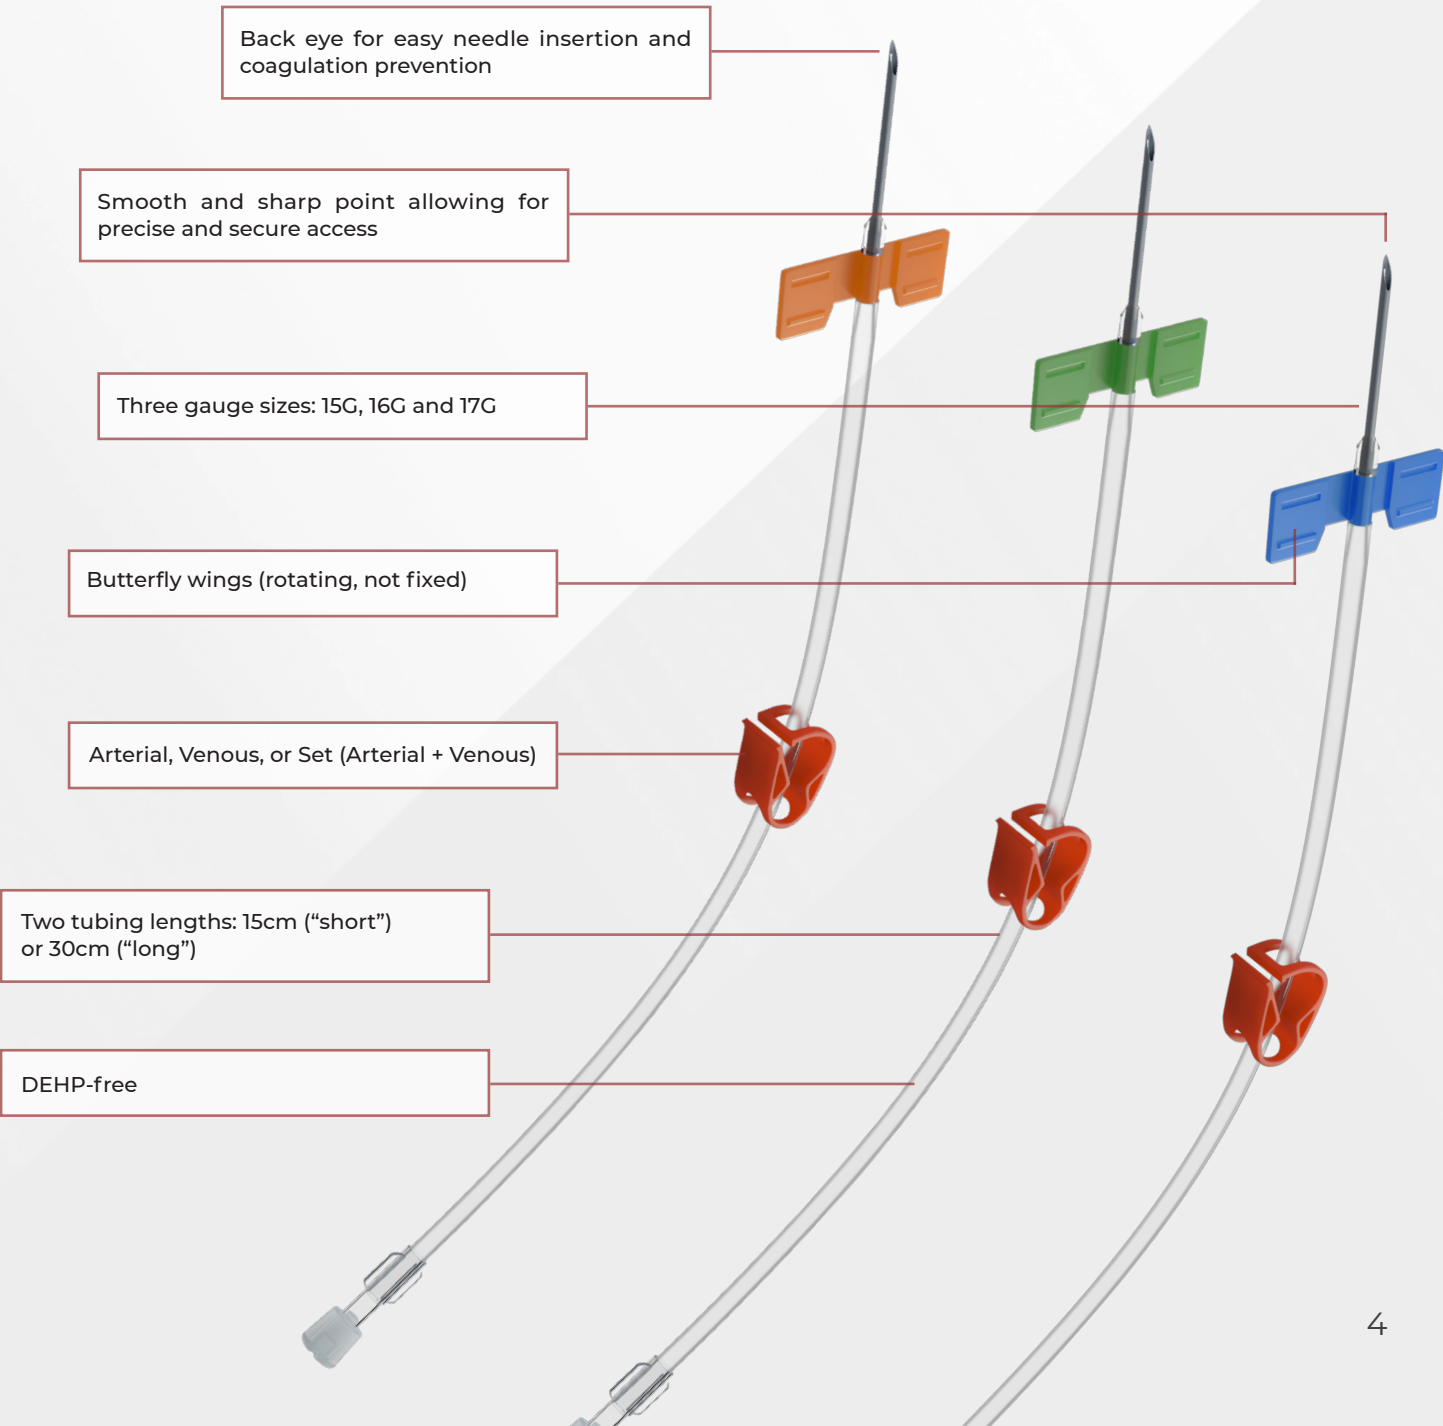 Back eye for easy needle insertion and
coagulation prevention
Smooth and sharp point allowing for
precise and secure access
Three gauge sizes: 15G, 16G and 17G
Butterfly wings (rotating, not fixed)
Arterial, Venous, or Set (Arterial + Venous)
Two tubing lengths: 15cm (“short”)
or 30cm (“long”)
DEHP-free
4